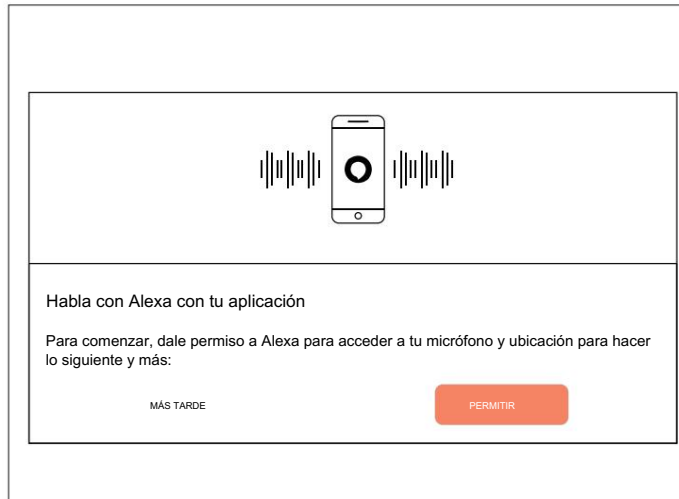 Habla con Alexa con tu aplicación
Para comenzar, dale permiso a Alexa para acceder a tu micrófono y ubicación para hacer
lo siguiente y más:
MÁS TARDE
PERMITIR